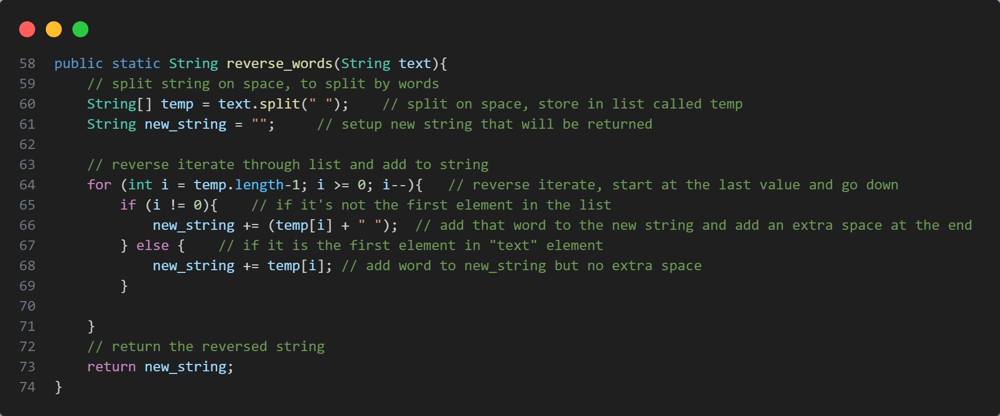 58 public static String reverse_words(String text){
59     // split string on space, to split by words
60     String[] temp = text.split(" ");    // split on space, store in list called temp
61     String new_string = "";     // setup new string that will be returned
62
63     // reverse iterate through list and add to string
64     for (int i = temp.length-1; i >= 0; i--){   // reverse iterate, start at the last value and go down
65         if (i != 0){    // if it's not the first element in the list
66             new_string += (temp[i] + " ");  // add that word to the new string and add an extra space at the end
67         } else {    // if it is the first element in "text" element
68             new_string += temp[i]; // add word to new_string but no extra space
69         }
70
71     }
72     // return the reversed string
73     return new_string;
74 }